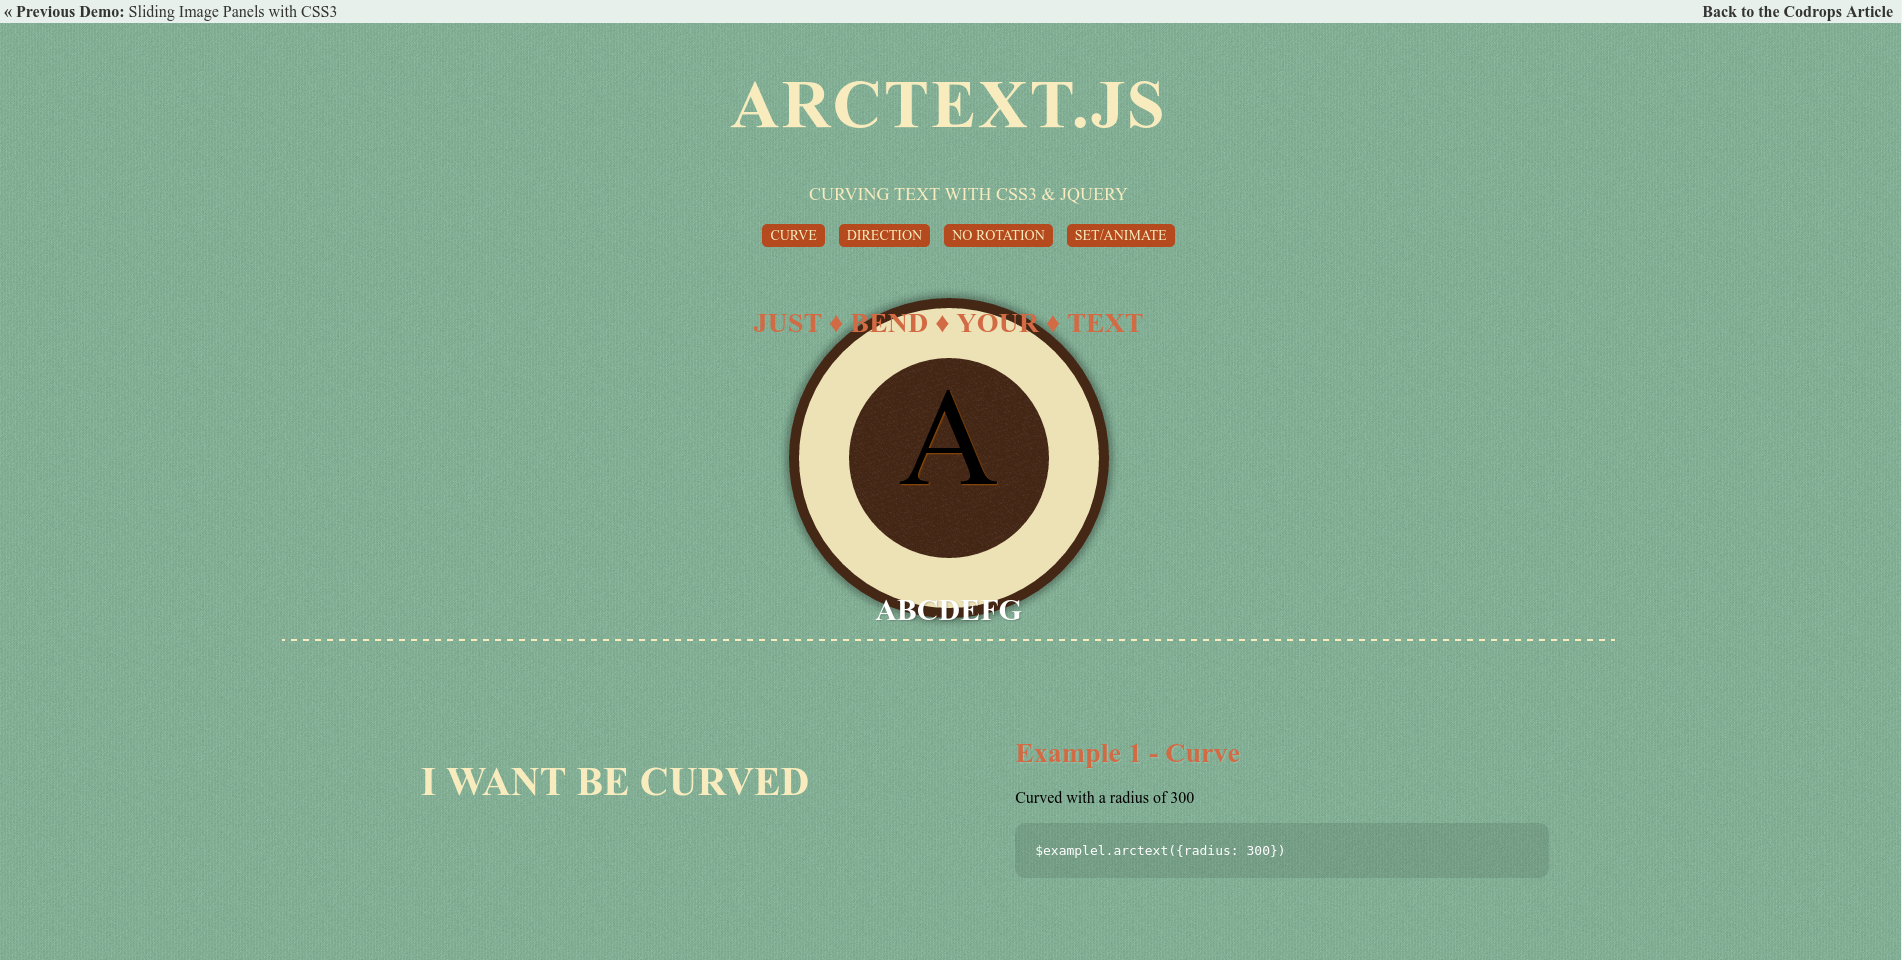 « Previous Demo: Sliding Image Panels with CSS3
Back to the Codrops Article
ARCTEXT.JS
CURVING TEXT WITH CSS3 & JQUERY
CURVE DIRECTION NO ROTATION SET/ANIMATE
JUST ♦ BEND ♦ YOUR ♦ TEXT
A
ABCDEFG
I WANT BE CURVED
Example 1 - Curve
Curved with a radius of 300
$examplel.arctext({radius: 300})